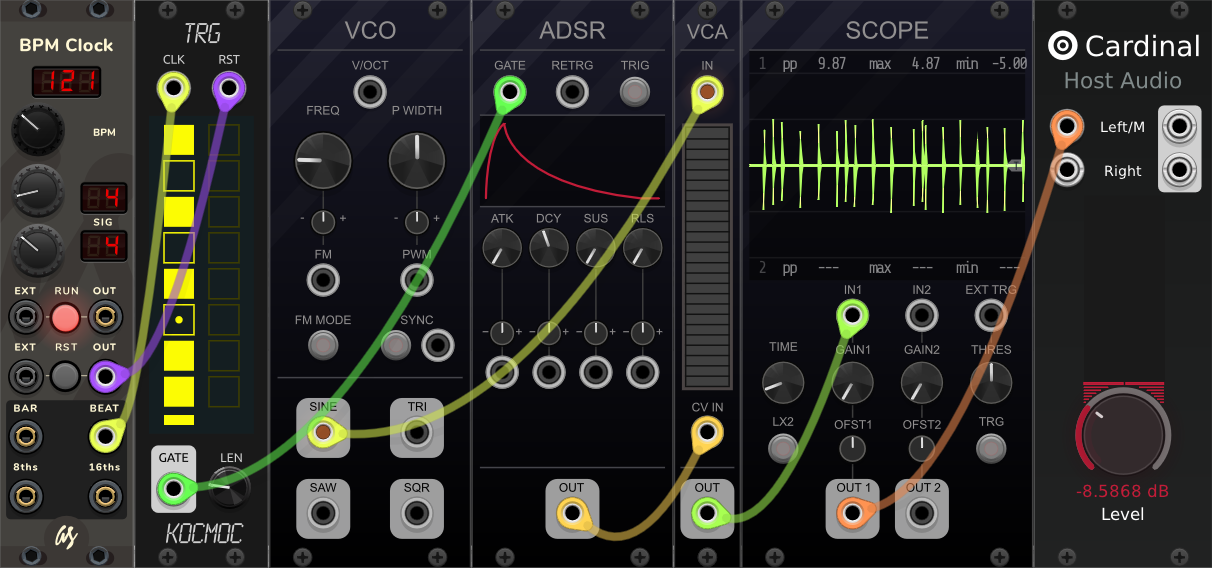 BPM Clock
121
BPM
4
SIG
4
EXT RUN OUT
EXT RST OUT
BAR BEAT
8ths 16ths
as
TRG
CLK RST
GATE LEN
KOCMOC
VCO
V/OCT
FREQ P WIDTH
- + - +
FM PWM
FM MODE SYNC
SINE TRI
SAW SQR
ADSR
GATE RETRG TRIG
ATK DCY SUS RLS
- + - + - + - +
OUT
VCA
IN
CV IN
OUT
SCOPE
1 pp 9.87 max 4.87 min -5.00
2 pp --- max --- min ---
IN1 IN2 EXT TRG
TIME GAIN1 GAIN2 THRES
LX2 OFST1 OFST2 TRG
OUT 1 OUT 2
Cardinal
Host Audio
Left/M
Right
-8.5868 dB
Level